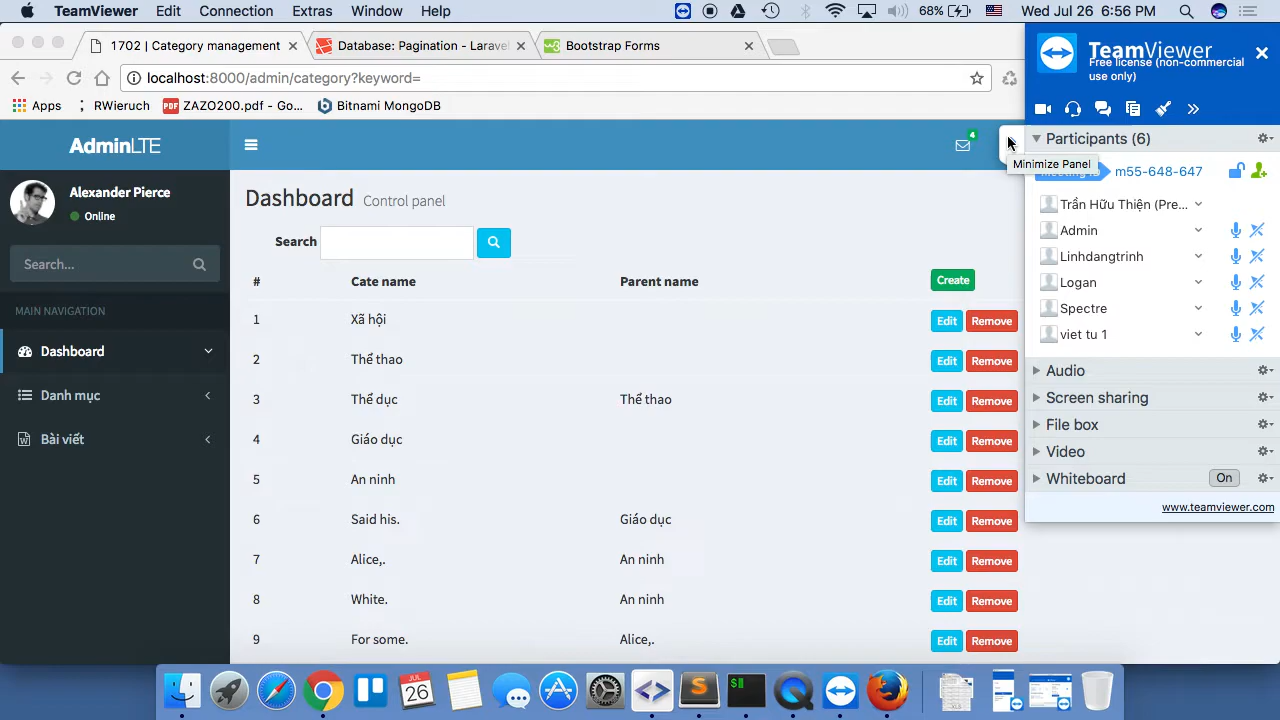 TeamViewer Edit Connection Extras Window Help 68% Wed Jul 26 6:56 PM
1702 | Category management
Database: Pagination - Laravel
Bootstrap Forms
localhost:8000/admin/category?keyword=
Apps RWieruch ZAZO200.pdf - Go... Bitnami MongoDB
AdminLTE
4
Alexander Pierce
Online
Search...
MAIN NAVIGATION
Dashboard
Danh mục
Bài viết
Dashboard Control panel
Search
# Cate name Parent name Create
1 Xã hội Edit Remove
2 Thể thao Edit Remove
3 Thể dục Thể thao Edit Remove
4 Giáo dục Edit Remove
5 An ninh Edit Remove
6 Said his. Giáo dục Edit Remove
7 Alice,. An ninh Edit Remove
8 White. An ninh Edit Remove
9 For some. Alice,. Edit Remove
TeamViewer
Free license (non-commercial
use only)
Participants (6)
Minimize Panel
m55-648-647
Trần Hữu Thiện (Pre...
Admin
Linhdangtrinh
Logan
Spectre
viet tu 1
Audio
Screen sharing
File box
Video
Whiteboard On
www.teamviewer.com
JUL
26